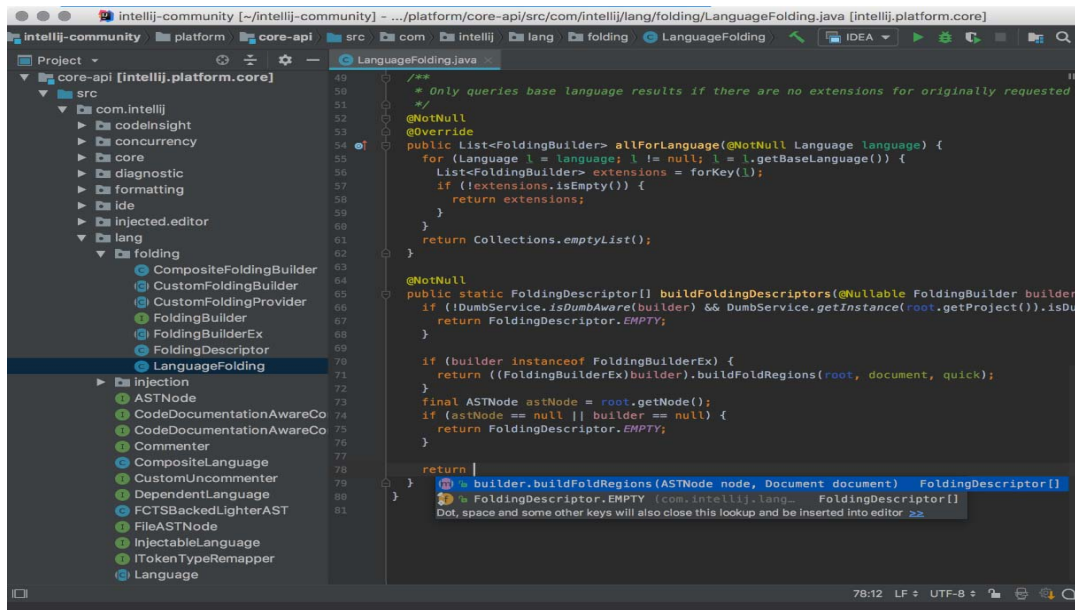 intellij-community [~/intellij-community] - .../platform/core-api/src/com/intellij/lang/folding/LanguageFolding.java [intellij.platform.core]
intellij-community platform core-api src com intellij lang folding LanguageFolding IDEA
Project
LanguageFolding.java
core-api [intellij.platform.core]
src
com.intellij
codeInsight
concurrency
core
diagnostic
formatting
ide
injected.editor
lang
folding
CompositeFoldingBuilder
CustomFoldingBuilder
CustomFoldingProvider
FoldingBuilder
FoldingBuilderEx
FoldingDescriptor
LanguageFolding
injection
ASTNode
CodeDocumentationAwareCo
CodeDocumentationAwareCo
Commenter
CompositeLanguage
CustomUncommenter
DependentLanguage
FCTSBackedLighterAST
FileASTNode
InjectableLanguage
ITokenTypeRemapper
Language
49 /**
50 * Only queries base language results if there are no extensions for originally requested
51 */
52 @NotNull
53 @Override
54 public List<FoldingBuilder> allForLanguage(@NotNull Language language) {
55 for (Language l = language; l != null; l = l.getBaseLanguage()) {
56 List<FoldingBuilder> extensions = forKey(l);
57 if (!extensions.isEmpty()) {
58 return extensions;
59 }
60 }
61 return Collections.emptyList();
62 }
63
64 @NotNull
65 public static FoldingDescriptor[] buildFoldingDescriptors(@Nullable FoldingBuilder builder
66 if (!DumbService.isDumbAware(builder) && DumbService.getInstance(root.getProject()).isDu
67 return FoldingDescriptor.EMPTY;
68 }
69
70 if (builder instanceof FoldingBuilderEx) {
71 return ((FoldingBuilderEx)builder).buildFoldRegions(root, document, quick);
72 }
73 final ASTNode astNode = root.getNode();
74 if (astNode == null || builder == null) {
75 return FoldingDescriptor.EMPTY;
76 }
77
78 return
79 }
80 }
81
builder.buildFoldRegions(ASTNode node, Document document) FoldingDescriptor[]
FoldingDescriptor.EMPTY (com.intellij.lang… FoldingDescriptor[]
Dot, space and some other keys will also close this lookup and be inserted into editor >>
78:12 LF UTF-8